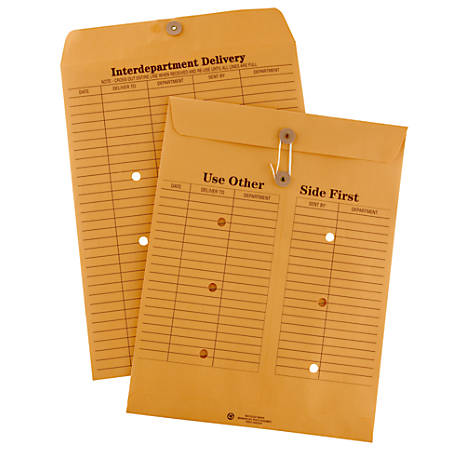 Interdepartment Delivery
NOTE - CROSS OUT ENTIRE LINE WHEN RECEIVED AND RE-USE UNTIL ALL LINES ARE FULL
DATE DELIVER TO DEPARTMENT SENT BY DEPARTMENT
Use Other Side First
DATE DELIVER TO DEPARTMENT SENT BY DEPARTMENT